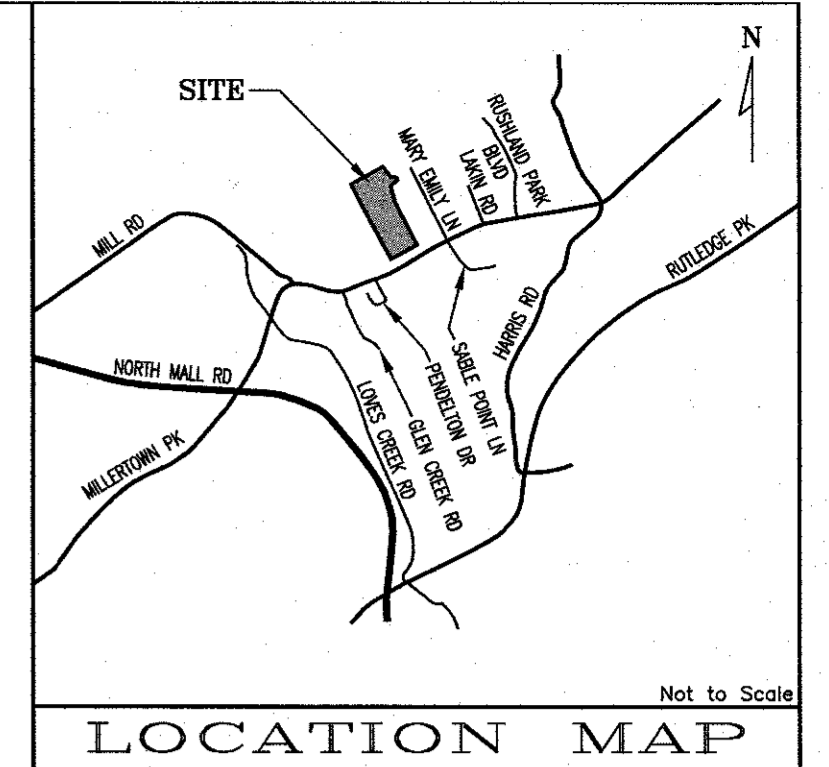 N
SITE
RUSHLAND PARK
BLVD
LAKIN RD
MARY EMILY LN
MILL RD
RUTLEDGE PK
HARRIS RD
SABLE POINT LN
PENDELTON DR
GLEN CREEK RD
LOVES CREEK RD
NORTH MALL RD
MILLERTOWN PK
Not to Scale
LOCATION MAP